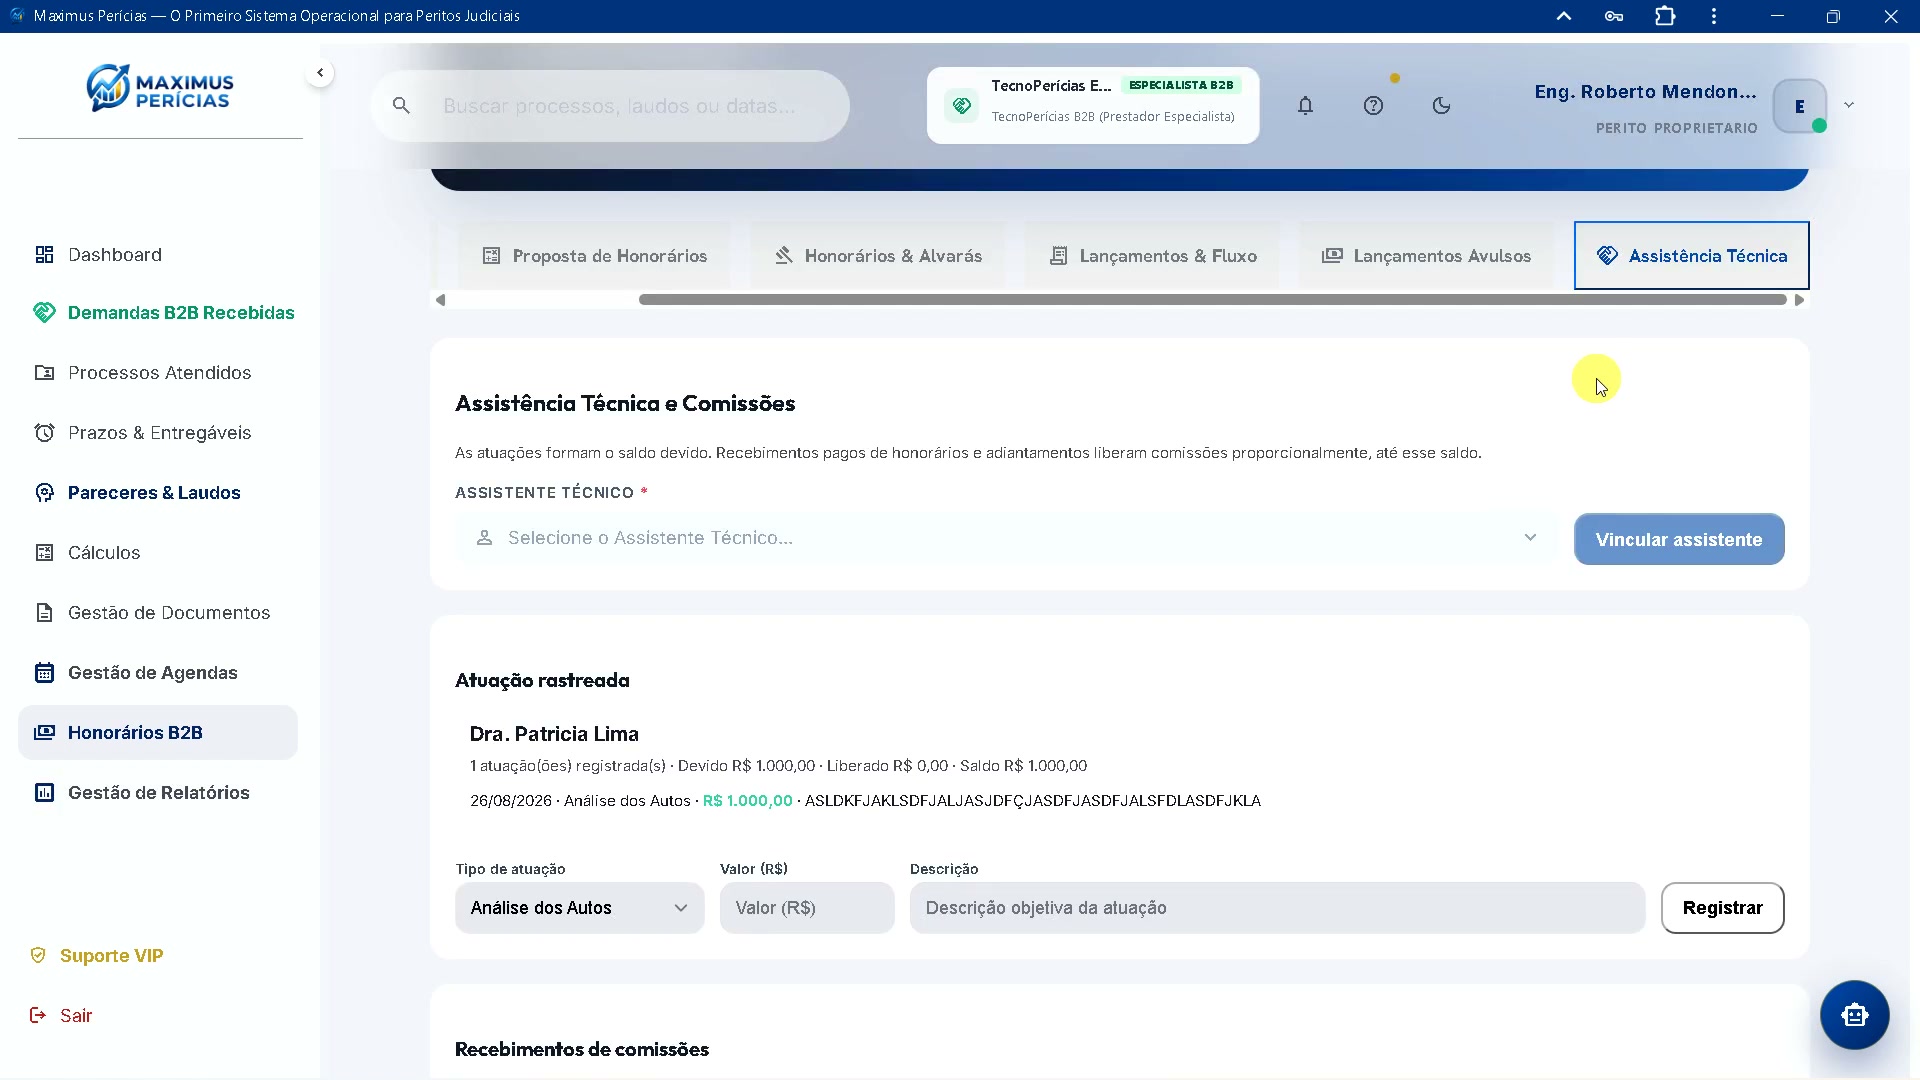 Maximus Perícias — O Primeiro Sistema Operacional para Peritos Judiciais
MAXIMUS
PERÍCIAS
Buscar processos, laudos ou datas...
TecnoPerícias E... ESPECIALISTA B2B
TecnoPerícias B2B (Prestador Especialista)
Eng. Roberto Mendon...
PERITO PROPRIETARIO
E
Dashboard
Demandas B2B Recebidas
Processos Atendidos
Prazos & Entregáveis
Pareceres & Laudos
Cálculos
Gestão de Documentos
Gestão de Agendas
Honorários B2B
Gestão de Relatórios
Suporte VIP
Sair
Proposta de Honorários
Honorários & Alvarás
Lançamentos & Fluxo
Lançamentos Avulsos
Assistência Técnica
Assistência Técnica e Comissões
As atuações formam o saldo devido. Recebimentos pagos de honorários e adiantamentos liberam comissões proporcionalmente, até esse saldo.
ASSISTENTE TÉCNICO *
Selecione o Assistente Técnico...
Vincular assistente
Atuação rastreada
Dra. Patricia Lima
1 atuação(ões) registrada(s) · Devido R$ 1.000,00 · Liberado R$ 0,00 · Saldo R$ 1.000,00
26/08/2026 · Análise dos Autos · R$ 1.000,00 · ASLDKFJAKLSDFJALJASJDFÇJASDFJASDFJALSFDLASDFJKLA
Tipo de atuação
Valor (R$)
Descrição
Análise dos Autos
Valor (R$)
Descrição objetiva da atuação
Registrar
Recebimentos de comissões